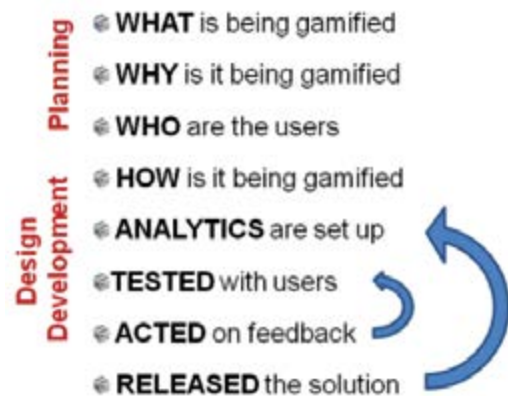 Planning
WHAT is being gamified
WHY is it being gamified
WHO are the users
Design
Development
HOW is it being gamified
ANALYTICS are set up
TESTED with users
ACTED on feedback
RELEASED the solution